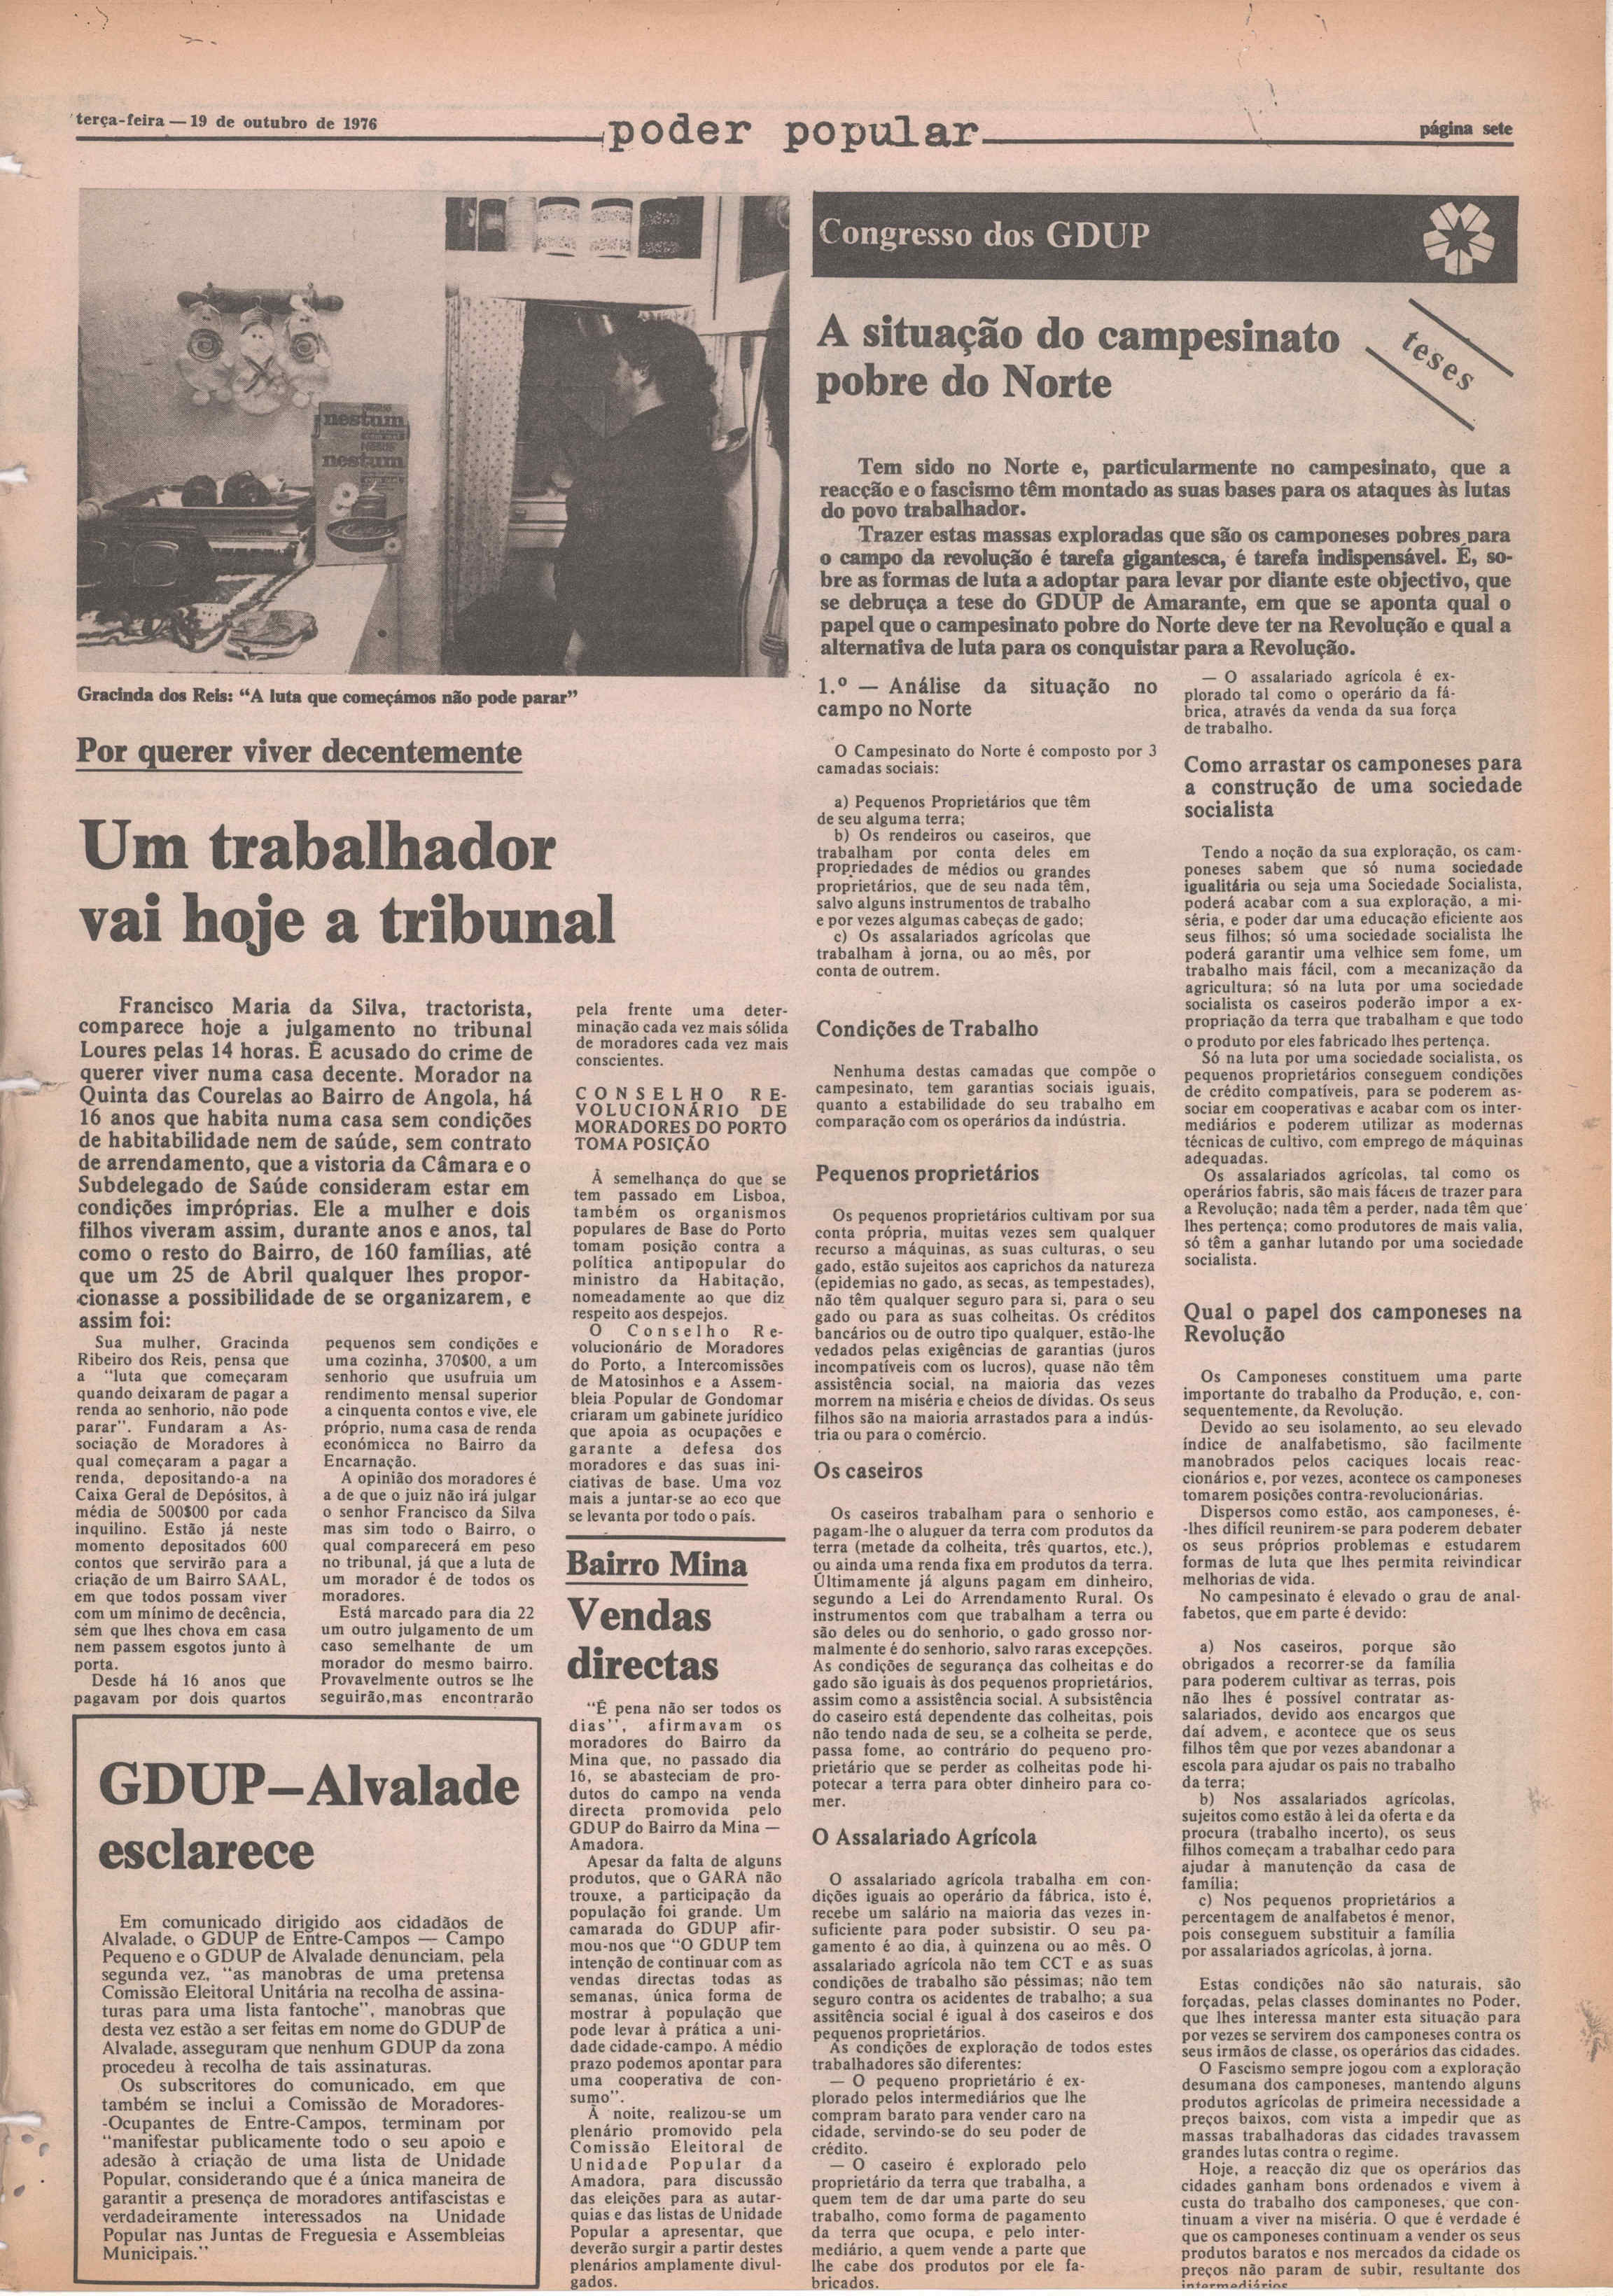 terça-feira — 19 de outubro de 1976
poder popular
página sete
nestum
nestum
Gracinda dos Reis: “A luta que começámos não pode parar”
Por querer viver decentemente
Um trabalhador
vai hoje a tribunal
Francisco Maria da Silva, tractorista,
comparece hoje a julgamento no tribunal
Loures pelas 14 horas. É acusado do crime de
querer viver numa casa decente. Morador na
Quinta das Courelas ao Bairro de Angola, há
16 anos que habita numa casa sem condições
de habitabilidade nem de saúde, sem contrato
de arrendamento, que a vistoria da Câmara e o
Subdelegado de Saúde consideram estar em
condições impróprias. Ele a mulher e dois
filhos viveram assim, durante anos e anos, tal
como o resto do Bairro, de 160 famílias, até
que um 25 de Abril qualquer lhes propor-
cionasse a possibilidade de se organizarem, e
assim foi:
Sua mulher, Gracinda
Ribeiro dos Reis, pensa que
a “luta que começaram
quando deixaram de pagar a
renda ao senhorio, não pode
parar”. Fundaram a As-
sociação de Moradores à
qual começaram a pagar a
renda, depositando-a na
Caixa Geral de Depósitos, à
média de 500$00 por cada
inquilino. Estão já neste
momento depositados 600
contos que servirão para a
criação de um Bairro SAAL,
em que todos possam viver
com um mínimo de decência,
sém que lhes chova em casa
nem passem esgotos junto à
porta.
Desde há 16 anos que
pagavam por dois quartos
pequenos sem condições e
uma cozinha, 370$00, a um
senhorio que usufruia um
rendimento mensal superior
a cinquenta contos e vive, ele
próprio, numa casa de renda
económicca no Bairro da
Encarnação.
A opinião dos moradores é
a de que o juiz não irá julgar
o senhor Francisco da Silva
mas sim todo o Bairro, o
qual comparecerá em peso
no tribunal, já que a luta de
um morador é de todos os
moradores.
Está marcado para dia 22
um outro julgamento de um
caso semelhante de um
morador do mesmo bairro.
Provavelmente outros se lhe
seguirão, mas encontrarão
pela frente uma deter-
minação cada vez mais sólida
de moradores cada vez mais
conscientes.
CONSELHO RE-
VOLUCIONÁRIO DE
MORADORES DO PORTO
TOMA POSIÇÃO
À semelhança do que se
tem passado em Lisboa,
também os organismos
populares de Base do Porto
tomam posição contra a
política antipopular do
ministro da Habitação,
nomeadamente ao que diz
respeito aos despejos.
O Conselho Re-
volucionário de Moradores
do Porto, a Intercomissões
de Matosinhos e a Assem-
bleia Popular de Gondomar
criaram um gabinete jurídico
que apoia as ocupações e
garante a defesa dos
moradores e das suas ini-
ciativas de base. Uma voz
mais a juntar-se ao eco que
se levanta por todo o país.
GDUP—Alvalade
esclarece
Em comunicado dirigido aos cidadãos de
Alvalade, o GDUP de Entre-Campos — Campo
Pequeno e o GDUP de Alvalade denunciam, pela
segunda vez, “as manobras de uma pretensa
Comissão Eleitoral Unitária na recolha de assina-
turas para uma lista fantoche”, manobras que
desta vez estão a ser feitas em nome do GDUP de
Alvalade, asseguram que nenhum GDUP da zona
procedeu à recolha de tais assinaturas.
Os subscritores do comunicado, em que
também se inclui a Comissão de Moradores-
-Ocupantes de Entre-Campos, terminam por
“manifestar publicamente todo o seu apoio e
adesão à criação de uma lista de Unidade
Popular, considerando que é a única maneira de
garantir a presença de moradores antifascistas e
verdadeiramente interessados na Unidade
Popular nas Juntas de Freguesia e Assembleias
Municipais.”
Bairro Mina
Vendas
directas
“É pena não ser todos os
dias”, afirmavam os
moradores do Bairro da
Mina que, no passado dia
16, se abasteciam de pro-
dutos do campo na venda
directa promovida pelo
GDUP do Bairro da Mina —
Amadora.
Apesar da falta de alguns
produtos, que o GARA não
trouxe, a participação da
população foi grande. Um
camarada do GDUP afir-
mou-nos que “O GDUP tem
intenção de continuar com as
vendas directas todas as
semanas, única forma de
mostrar à população que
pode levar à prática a uni-
dade cidade-campo. A médio
prazo podemos apontar para
uma cooperativa de con-
sumo”.
À noite, realizou-se um
plenário promovido pela
Comissão Eleitoral de
Unidade Popular da
Amadora, para discussão
das eleições para as autar-
quias e das listas de Unidade
Popular a apresentar, que
deverão surgir a partir destes
plenários amplamente divul-
gados.
Congresso dos GDUP
A situação do campesinato
pobre do Norte
teses
Tem sido no Norte e, particularmente no campesinato, que a
reacção e o fascismo têm montado as suas bases para os ataques às lutas
do povo trabalhador.
Trazer estas massas exploradas que são os camponeses pobres para
o campo da revolução é tarefa gigantesca, é tarefa indispensável. É, so-
bre as formas de luta a adoptar para levar por diante este objectivo, que
se debruça a tese do GDUP de Amarante, em que se aponta qual o
papel que o campesinato pobre do Norte deve ter na Revolução e qual a
alternativa de luta para os conquistar para a Revolução.
1.º — Análise da situação no
campo no Norte
O Campesinato do Norte é composto por 3
camadas sociais:
a) Pequenos Proprietários que têm
de seu alguma terra;
b) Os rendeiros ou caseiros, que
trabalham por conta deles em
propriedades de médios ou grandes
proprietários, que de seu nada têm,
salvo alguns instrumentos de trabalho
e por vezes algumas cabeças de gado;
c) Os assalariados agrícolas que
trabalham à jorna, ou ao mês, por
conta de outrem.
Condições de Trabalho
Nenhuma destas camadas que compõe o
campesinato, tem garantias sociais iguais,
quanto a estabilidade do seu trabalho em
comparação com os operários da indústria.
Pequenos proprietários
Os pequenos proprietários cultivam por sua
conta própria, muitas vezes sem qualquer
recurso a máquinas, as suas culturas, o seu
gado, estão sujeitos aos caprichos da natureza
(epidemias no gado, as secas, as tempestades),
não têm qualquer seguro para si, para o seu
gado ou para as suas colheitas. Os créditos
bancários ou de outro tipo qualquer, estão-lhe
vedados pelas exigências de garantias (juros
incompatíveis com os lucros), quase não têm
assistência social, na maioria das vezes
morrem na miséria e cheios de dívidas. Os seus
filhos são na maioria arrastados para a indús-
tria ou para o comércio.
Os caseiros
Os caseiros trabalham para o senhorio e
pagam-lhe o aluguer da terra com produtos da
terra (metade da colheita, três quartos, etc.),
ou ainda uma renda fixa em produtos da terra.
Últimamente já alguns pagam em dinheiro,
segundo a Lei do Arrendamento Rural. Os
instrumentos com que trabalham a terra ou
são deles ou do senhorio, o gado grosso nor-
malmente é do senhorio, salvo raras excepções.
As condições de segurança das colheitas e do
gado são iguais às dos pequenos proprietários,
assim como a assistência social. A subsistência
do caseiro está dependente das colheitas, pois
não tendo nada de seu, se a colheita se perde,
passa fome, ao contrário do pequeno pro-
prietário que se perder as colheitas pode hi-
potecar a terra para obter dinheiro para co-
mer.
O Assalariado Agrícola
O assalariado agrícola trabalha em con-
dições iguais ao operário da fábrica, isto é,
recebe um salário na maioria das vezes in-
suficiente para poder subsistir. O seu pa-
gamento é ao dia, à quinzena ou ao mês. O
assalariado agrícola não tem CCT e as suas
condições de trabalho são péssimas; não tem
seguro contra os acidentes de trabalho; a sua
assitência social é igual à dos caseiros e dos
pequenos proprietários.
As condições de exploração de todos estes
trabalhadores são diferentes:
— O pequeno proprietário é ex-
plorado pelos intermediários que lhe
compram barato para vender caro na
cidade, servindo-se do seu poder de
crédito.
— O caseiro é explorado pelo
proprietário da terra que trabalha, a
quem tem de dar uma parte do seu
trabalho, como forma de pagamento
da terra que ocupa, e pelo inter-
mediário, a quem vende a parte que
lhe cabe dos produtos por ele fa-
bricados.
— O assalariado agrícola é ex-
plorado tal como o operário da fá-
brica, através da venda da sua força
de trabalho.
Como arrastar os camponeses para
a construção de uma sociedade
socialista
Tendo a noção da sua exploração, os cam-
poneses sabem que só numa sociedade
igualitária ou seja uma Sociedade Socialista,
poderá acabar com a sua exploração, a mi-
séria, e poder dar uma educação eficiente aos
seus filhos; só uma sociedade socialista lhe
poderá garantir uma velhice sem fome, um
trabalho mais fácil, com a mecanização da
agricultura; só na luta por uma sociedade
socialista os caseiros poderão impor a ex-
propriação da terra que trabalham e que todo
o produto por eles fabricado lhes pertença.
Só na luta por uma sociedade socialista, os
pequenos proprietários conseguem condições
de crédito compatíveis, para se poderem as-
sociar em cooperativas e acabar com os inter-
mediários e poderem utilizar as modernas
técnicas de cultivo, com emprego de máquinas
adequadas.
Os assalariados agrícolas, tal como os
operários fabris, são mais fáceis de trazer para
a Revolução; nada têm a perder, nada têm que
lhes pertença; como produtores de mais valia,
só têm a ganhar lutando por uma sociedade
socialista.
Qual o papel dos camponeses na
Revolução
Os Camponeses constituem uma parte
importante do trabalho da Produção, e, con-
sequentemente, da Revolução.
Devido ao seu isolamento, ao seu elevado
índice de analfabetismo, são facilmente
manobrados pelos caciques locais reac-
cionários e, por vezes, acontece os camponeses
tomarem posições contra-revolucionárias.
Dispersos como estão, aos camponeses, é-
-lhes difícil reunirem-se para poderem debater
os seus próprios problemas e estudarem
formas de luta que lhes permita reivindicar
melhorias de vida.
No campesinato é elevado o grau de anal-
fabetos, que em parte é devido:
a) Nos caseiros, porque são
obrigados a recorrer-se da família
para poderem cultivar as terras, pois
não lhes é possível contratar as-
salariados, devido aos encargos que
daí advem, e acontece que os seus
filhos têm que por vezes abandonar a
escola para ajudar os pais no trabalho
da terra;
b) Nos assalariados agrícolas,
sujeitos como estão à lei da oferta e da
procura (trabalho incerto), os seus
filhos começam a trabalhar cedo para
ajudar à manutenção da casa de
família;
c) Nos pequenos proprietários a
percentagem de analfabetos é menor,
pois conseguem substituir a família
por assalariados agrícolas, à jorna.
Estas condições não são naturais, são
forçadas, pelas classes dominantes no Poder,
que lhes interessa manter esta situação para
por vezes se servirem dos camponeses contra os
seus irmãos de classe, os operários das cidades.
O Fascismo sempre jogou com a exploração
desumana dos camponeses, mantendo alguns
produtos agrícolas de primeira necessidade a
preços baixos, com vista a impedir que as
massas trabalhadoras das cidades travassem
grandes lutas contra o regime.
Hoje, a reacção diz que os operários das
cidades ganham bons ordenados e vivem à
custa do trabalho dos camponeses, que con-
tinuam a viver na miséria. O que é verdade é
que os camponeses continuam a vender os seus
produtos baratos e nos mercados da cidade os
preços não param de subir, resultante dos
intermediários